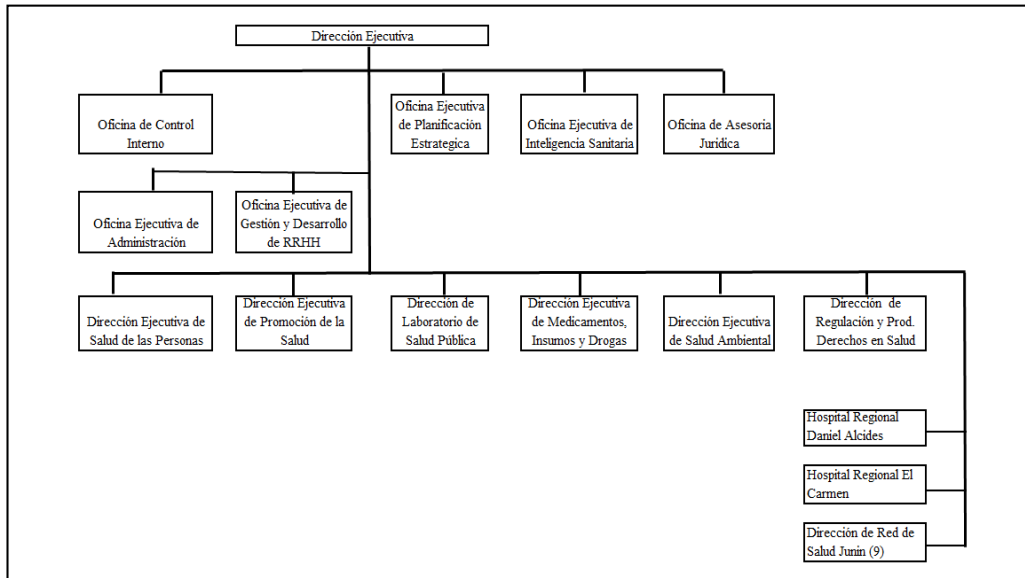 Dirección Ejecutiva
Oficina de Control
Interno
Oficina Ejecutiva
de Planificación
Estrategica
Oficina Ejecutiva de
Inteligencia Sanitaria
Oficina de Asesoria
Jurídica
Oficina Ejecutiva de
Administración
Oficina Ejecutiva de
Gestión y Desarrollo
de RRHH
Dirección Ejecutiva de
Salud de las Personas
Dirección Ejecutiva
de Promoción de la
Salud
Dirección de
Laboratorio de
Salud Pública
Dirección Ejecutiva
de Medicamentos,
Insumos y Drogas
Dirección Ejecutiva
de Salud Ambiental
Dirección de
Regulación y Prod.
Derechos en Salud
Hospital Regional
Daniel Alcides
Hospital Regional El
Carmen
Dirección de Red de
Salud Junín (9)